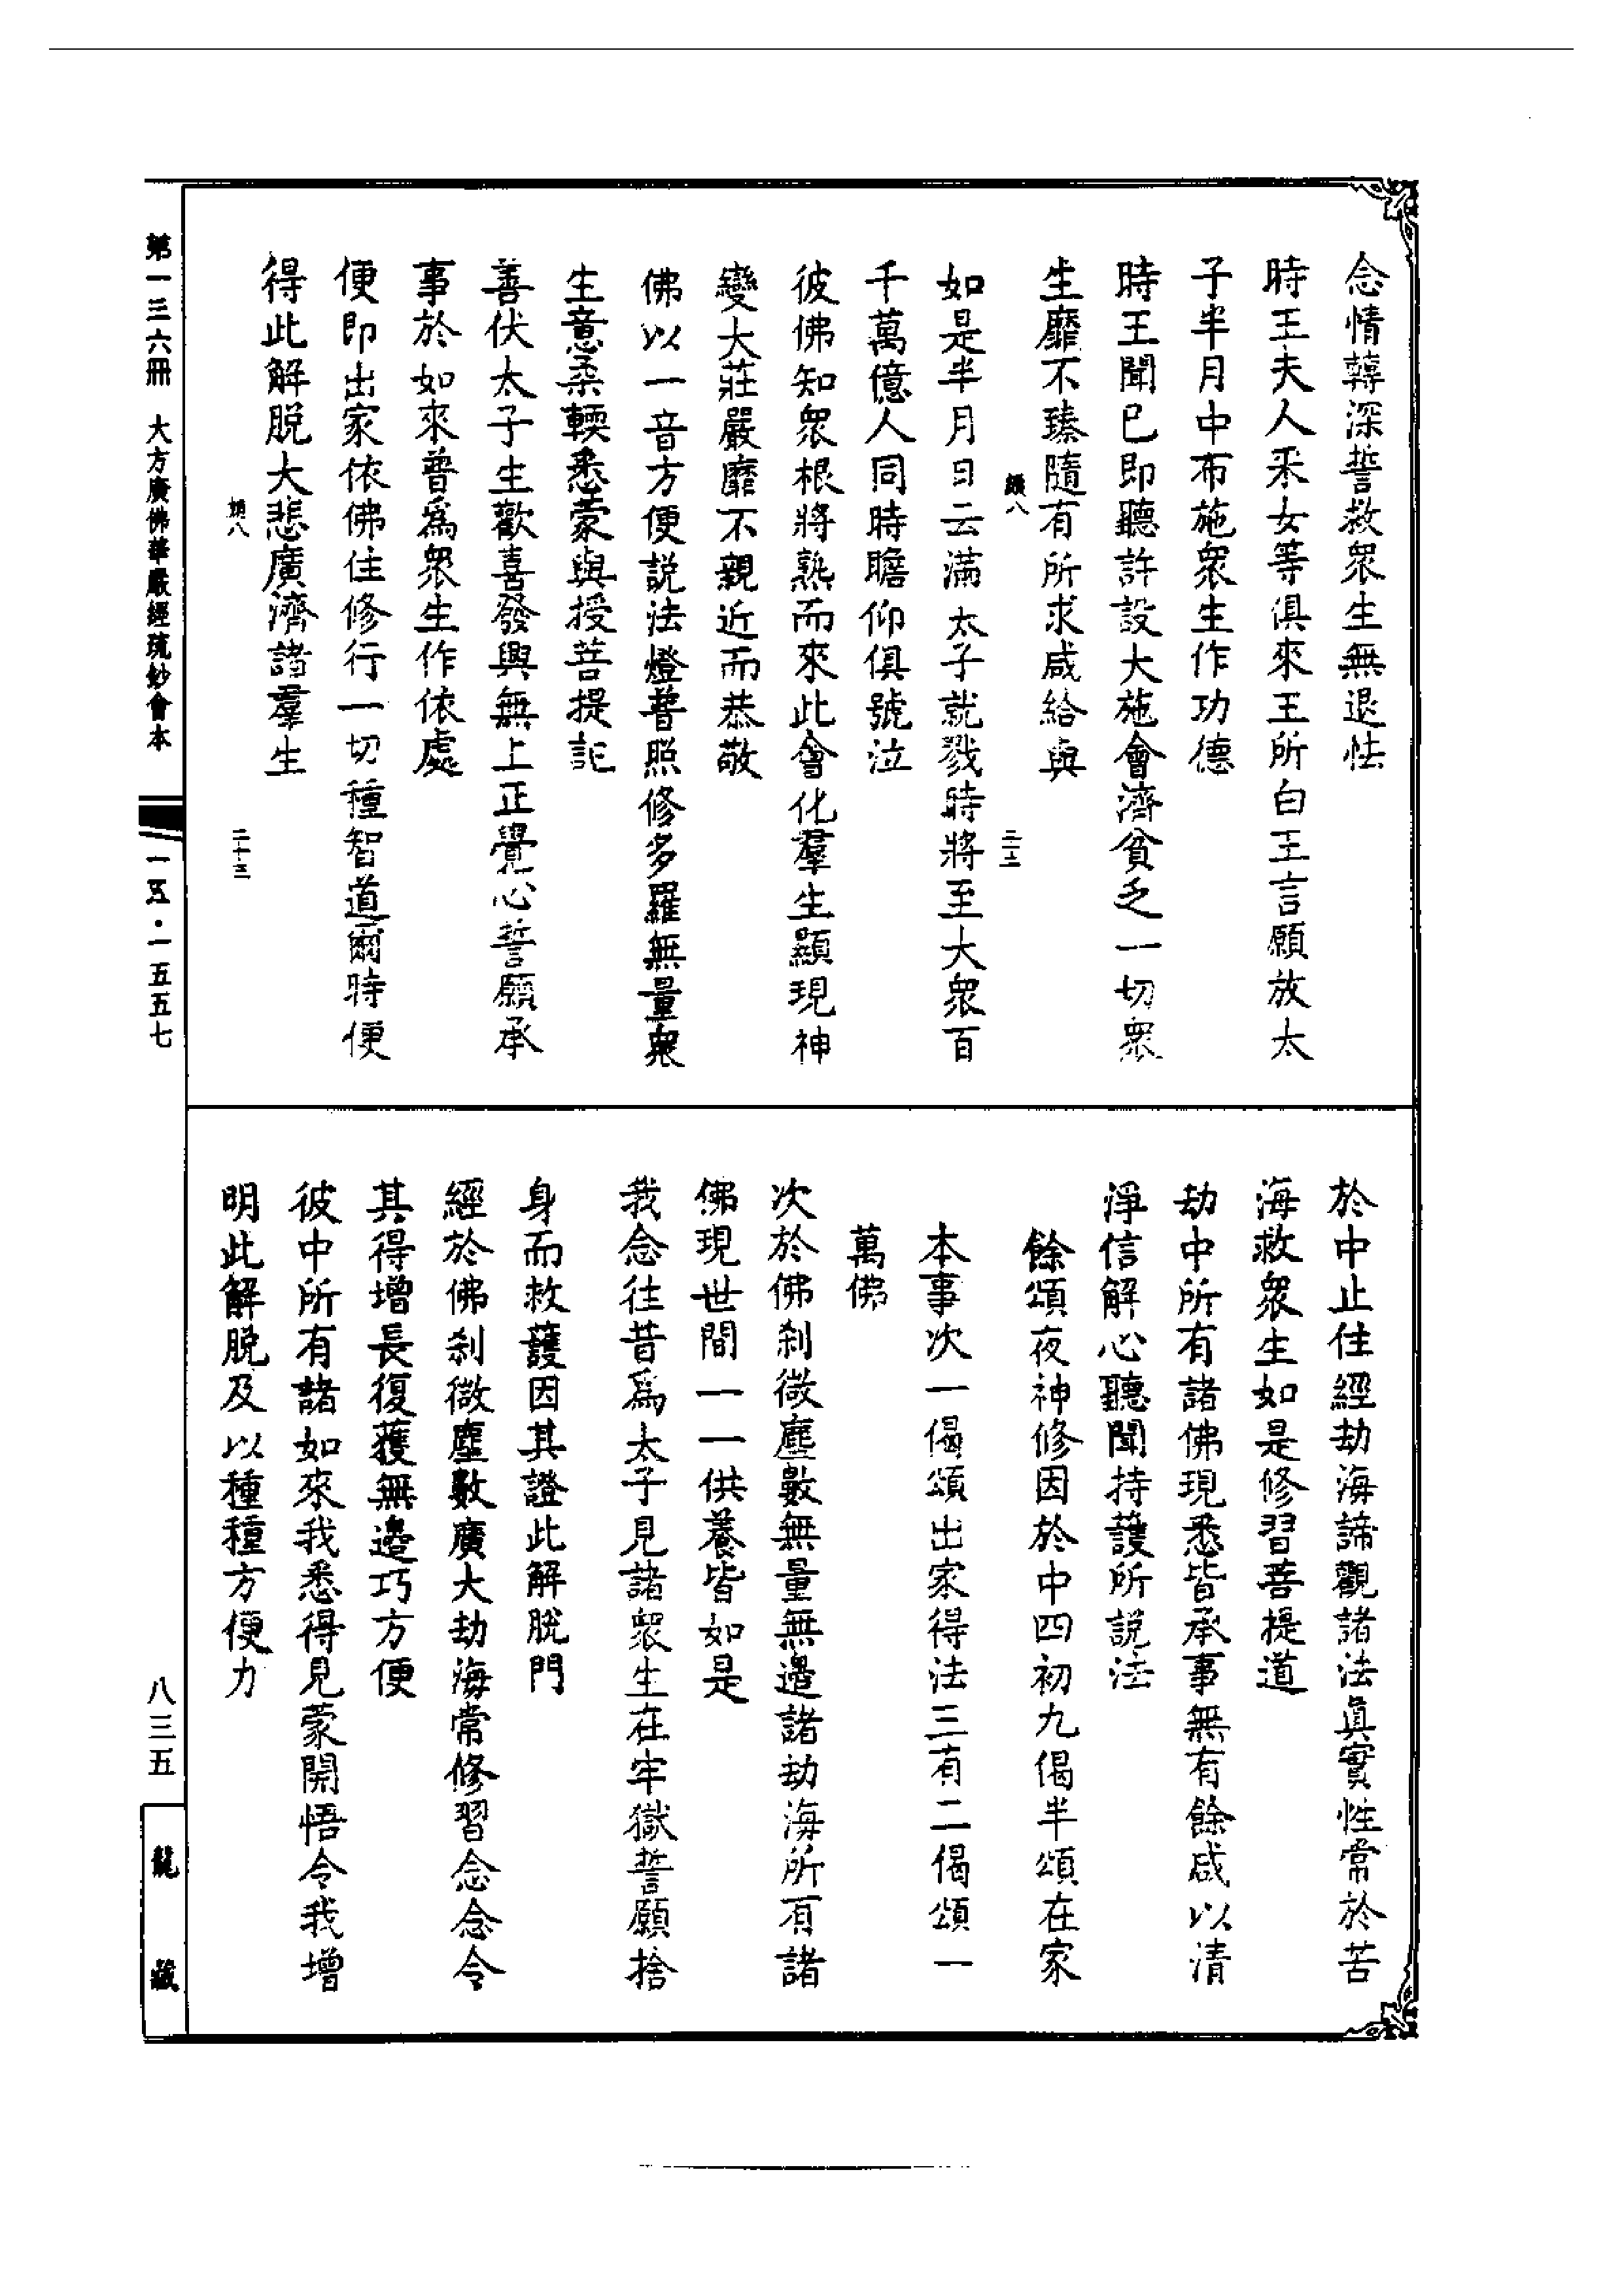 念情轉深誓救眾生無退怯
時王夫人采女等俱來王所白王言願放太
子半月中布施眾生作功德
時王聞已即聽許設大施會濟貧乏一切眾
生靡不臻隨有所求咸給與
如是半月日云滿太子就戮時將至大眾百
千萬億人同時瞻仰俱號泣
彼佛知眾根將熟而來此會化羣生顯現神
變大莊嚴靡不親近而恭敬
佛以一音方便說法燈普照修多羅無量眾
生意柔輭悉蒙與授菩提記
善伏太子生歡喜發興無上正覺心誓願承
事於如來普為眾生作依處
便即出家依佛住修行一切種智道爾時便
得此解脫大悲廣濟諸羣生
於中止住經劫海諦觀諸法真實性常於苦
海救眾生如是修習菩提道
劫中所有諸佛現悉皆承事無有餘咸以清
淨信解心聽聞持護所說法
餘頌夜神修因於中四初九偈半頌在家
本事次一偈頌出家得法三有二偈頌一
萬佛
次於佛剎微塵數無量無邊諸劫海所有諸
佛現世間一一供養皆如是
我念往昔為太子見諸眾生在牢獄誓願捨
身而救護因其證此解脫門
經於佛剎微塵數廣大劫海常修習念念令
其得增長復獲無邊巧方便
彼中所有諸如來我悉得見蒙開悟令我增
明此解脫及以種種方便力
第一三六冊 大方廣佛華嚴經疏鈔會本
一五·一五五七
八三五
龍藏
二十三